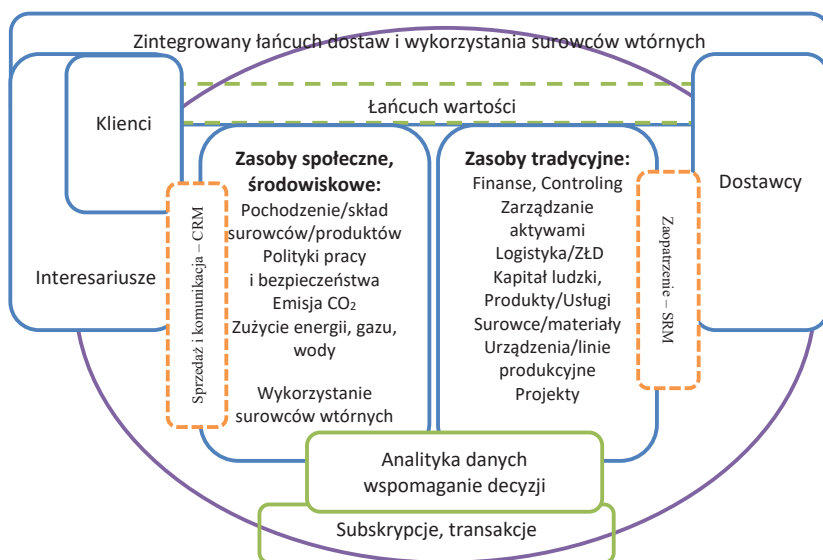 Zintegrowany łańcuch dostaw i wykorzystania surowców wtórnych
Łańcuch wartości
Klienci
Interesariusze
Sprzedaż i komunikacja – CRM
Zasoby społeczne,
środowiskowe:
Pochodzenie/skład
surowców/produktów
Polityki pracy
i bezpieczeństwa
Emisja CO₂
Zużycie energii, gazu,
wody
Wykorzystanie
surowców wtórnych
Zasoby tradycyjne:
Finanse, Controling
Zarządzanie
aktywami
Logistyka/ZŁD
Kapitał ludzki,
Produkty/Usługi
Surowce/materiały
Urządzenia/linie
produkcyjne
Projekty
Zaopatrzenie – SRM
Dostawcy
Analityka danych
wspomaganie decyzji
Subskrypcje, transakcje